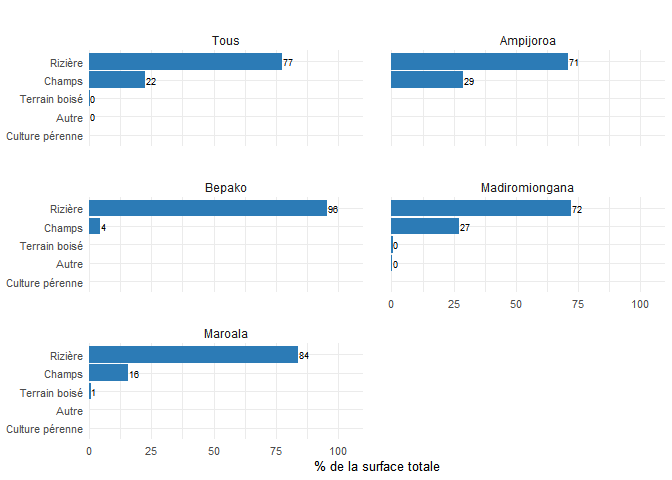 Tous
Ampijoroa
Rizière
77
71
Champs
22
29
Terrain boisé
0
Autre
0
Culture pérenne
Bepako
Madiromiongana
Rizière
96
72
Champs
4
27
Terrain boisé
0
Autre
0
Culture pérenne
0 25 50 75 100
Maroala
Rizière
84
Champs
16
Terrain boisé
1
Autre
Culture pérenne
0 25 50 75 100
% de la surface totale